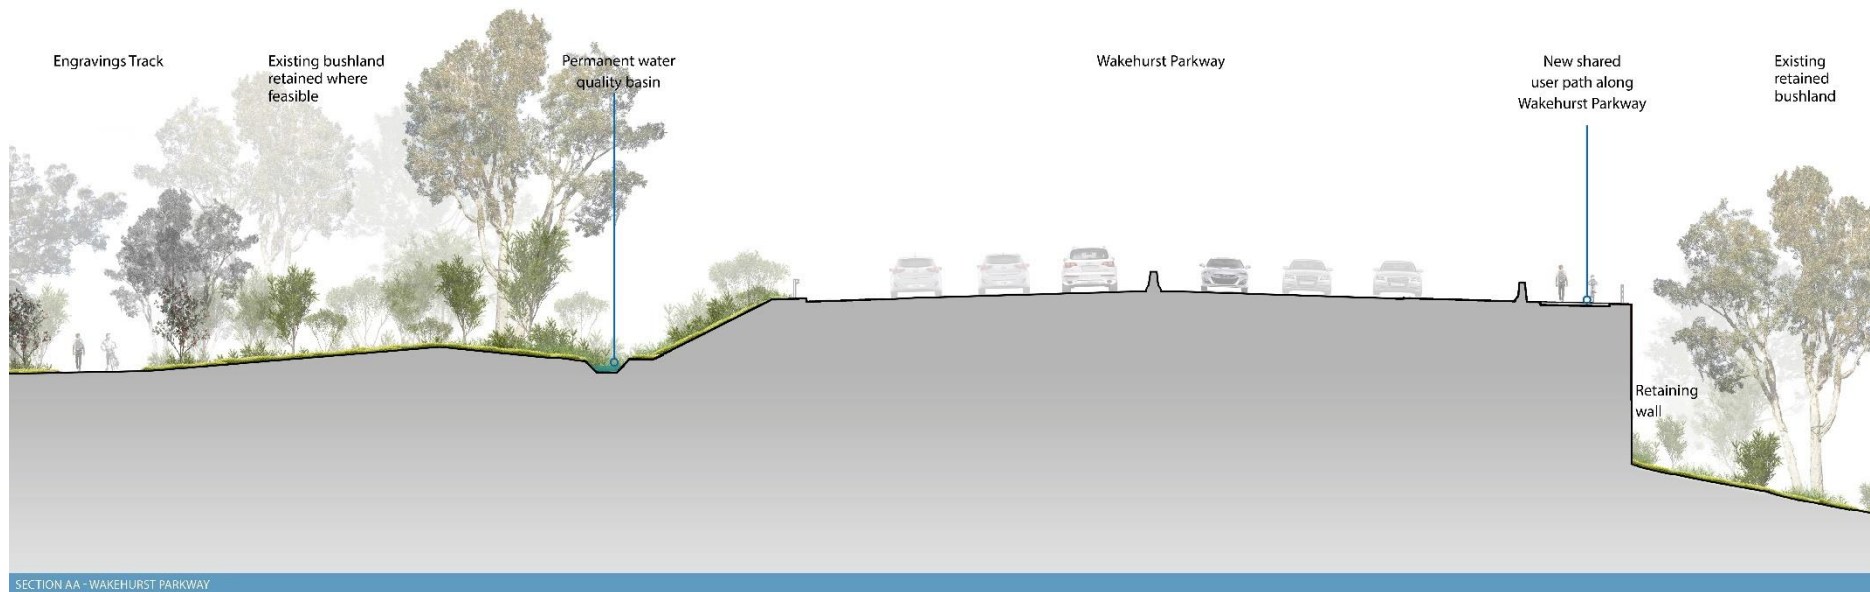 Engravings Track
Existing bushland
retained where
feasible
Permanent water
quality basin
Wakehurst Parkway
New shared
user path along
Wakehurst Parkway
Existing
retained
bushland
Retaining
wall
SECTION AA - WAKEHURST PARKWAY